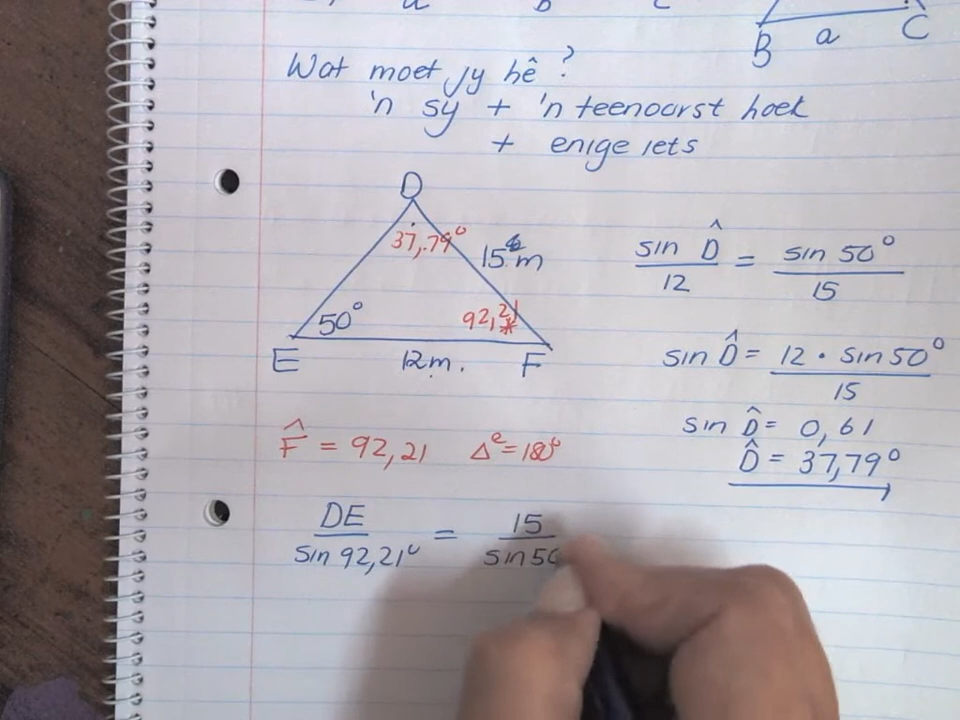 a b c
B a C
Wat moet jy hê?
'n sy + 'n teenoorst hoek
+ enige iets
D
37,79° 15 m
50° 92,21
E 12m. F
sin D̂ / 12 = sin 50° / 15
sin D̂ = 12 · sin 50° / 15
sin D̂ = 0,61
D̂ = 37,79°
F̂ = 92,21 Δᵉ = 180°
DE / sin 92,21° = 15 / sin 50